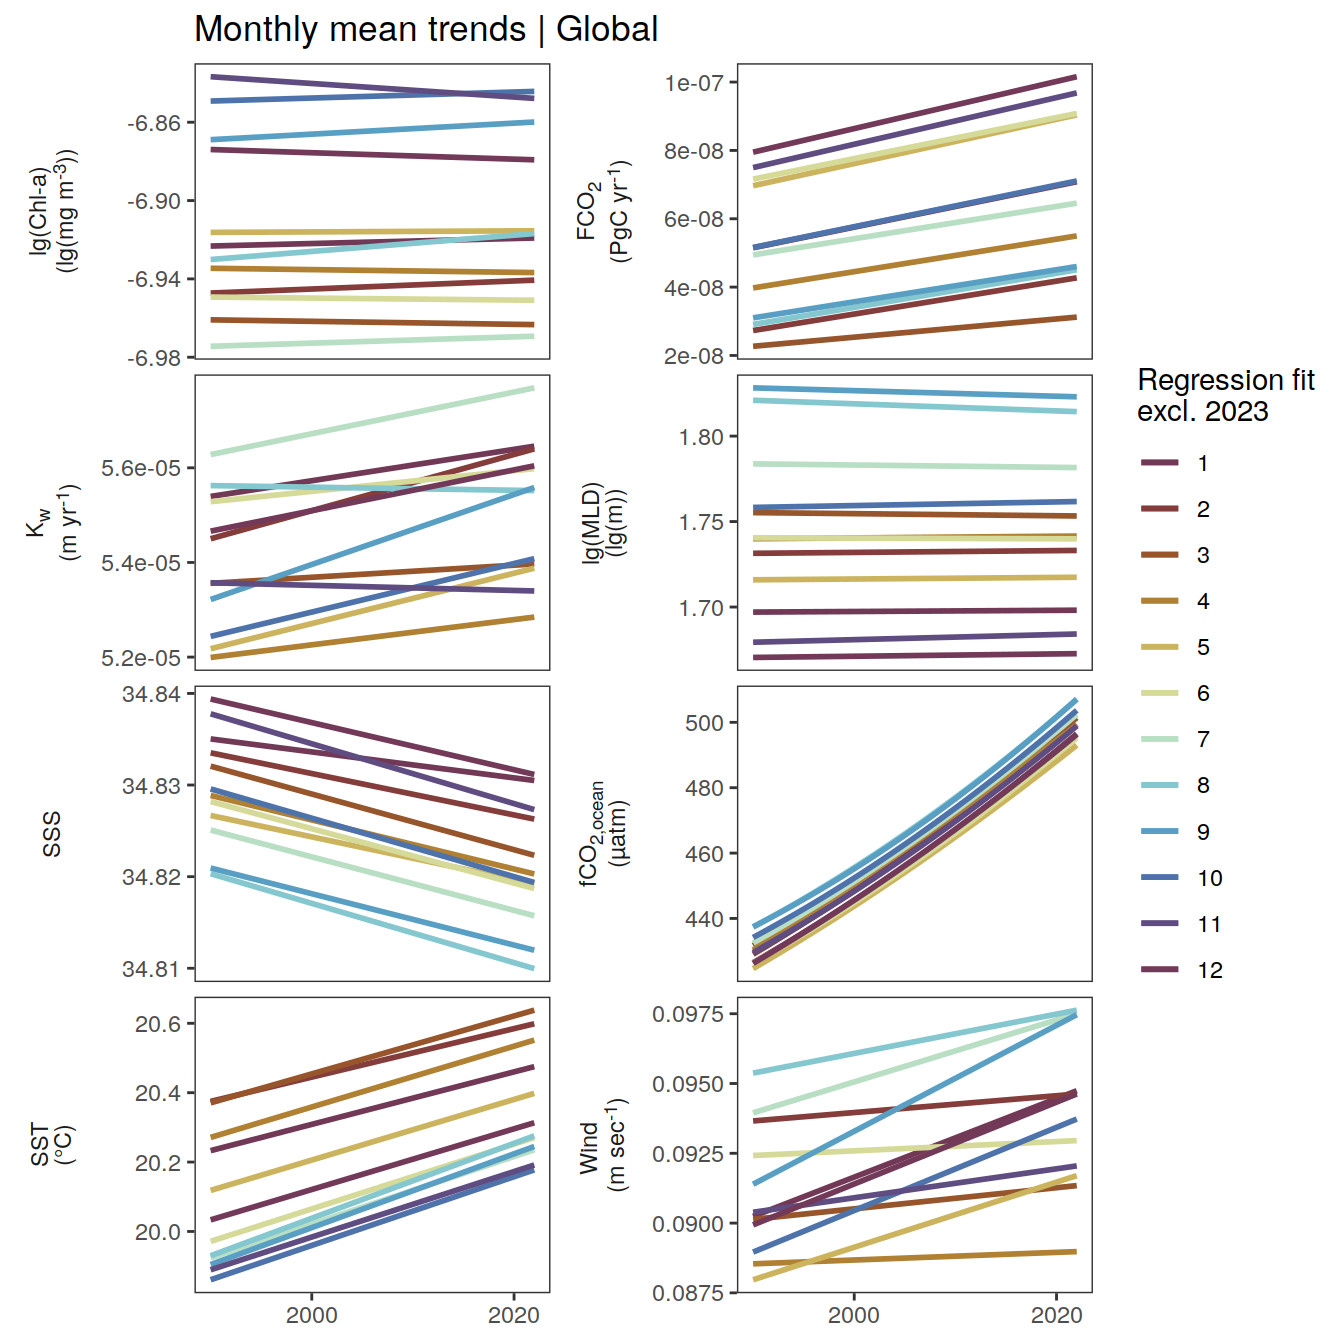 Monthly mean trends | Global
lg(Chl-a)
(lg(mg m⁻³))
-6.86
-6.90
-6.94
-6.98
FCO₂
(PgC yr⁻¹)
1e-07
8e-08
6e-08
4e-08
2e-08
K_w
(m yr⁻¹)
5.6e-05
5.4e-05
5.2e-05
lg(MLD)
(lg(m))
1.80
1.75
1.70
SSS
34.84
34.83
34.82
34.81
fCO₂,ocean
(µatm)
500
480
460
440
SST
(°C)
20.6
20.4
20.2
20.0
2000 2020
Wind
(m sec⁻¹)
0.0975
0.0950
0.0925
0.0900
0.0875
2000 2020
Regression fit
excl. 2023
1
2
3
4
5
6
7
8
9
10
11
12